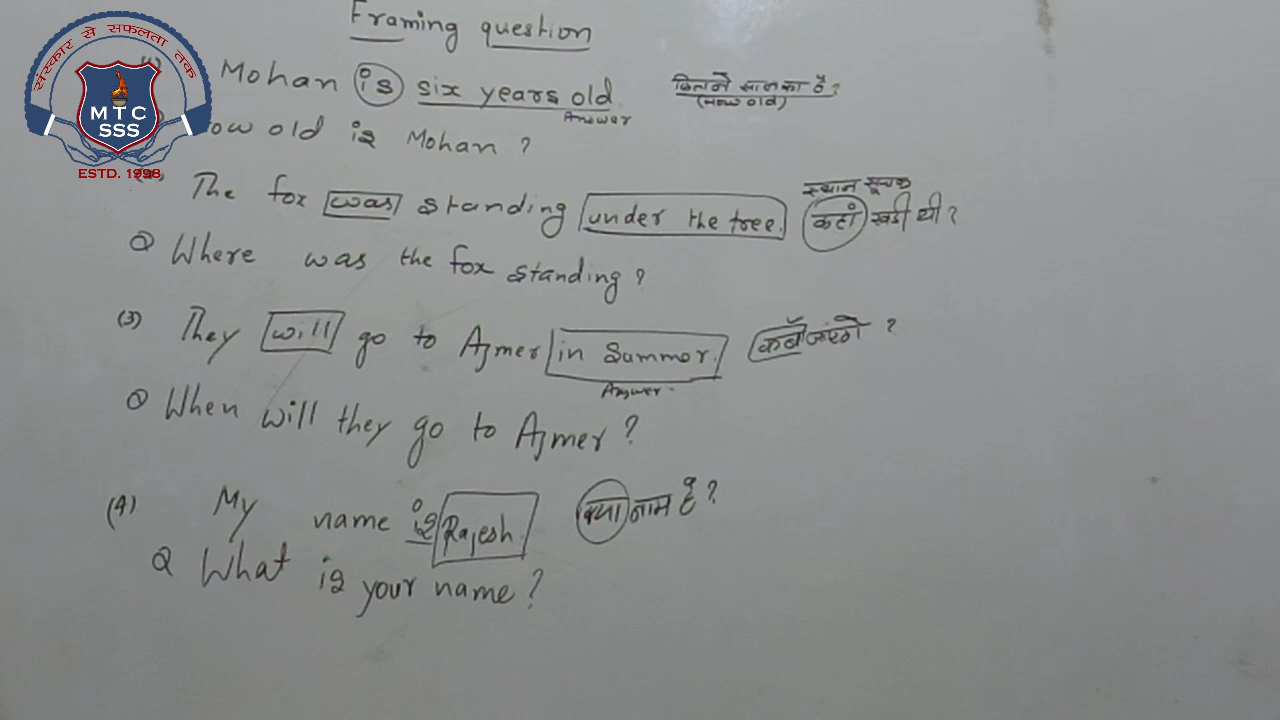 Framing question
संस्कार से सफलता तक
MTC
SSS
ESTD. 1998
Mohan is six years old कितने साल का है?
Answer (How old)
ow old is Mohan ?
The fox was standing under the tree. स्थान सूचक
कहां खडी थी ?
Q Where was the fox standing ?
(3) They will go to Ajmer in Summer. कब जाएंगे ?
Answer.
Q When will they go to Ajmer ?
(4) My name is Rajesh. क्या नाम है ?
Q What is your name ?